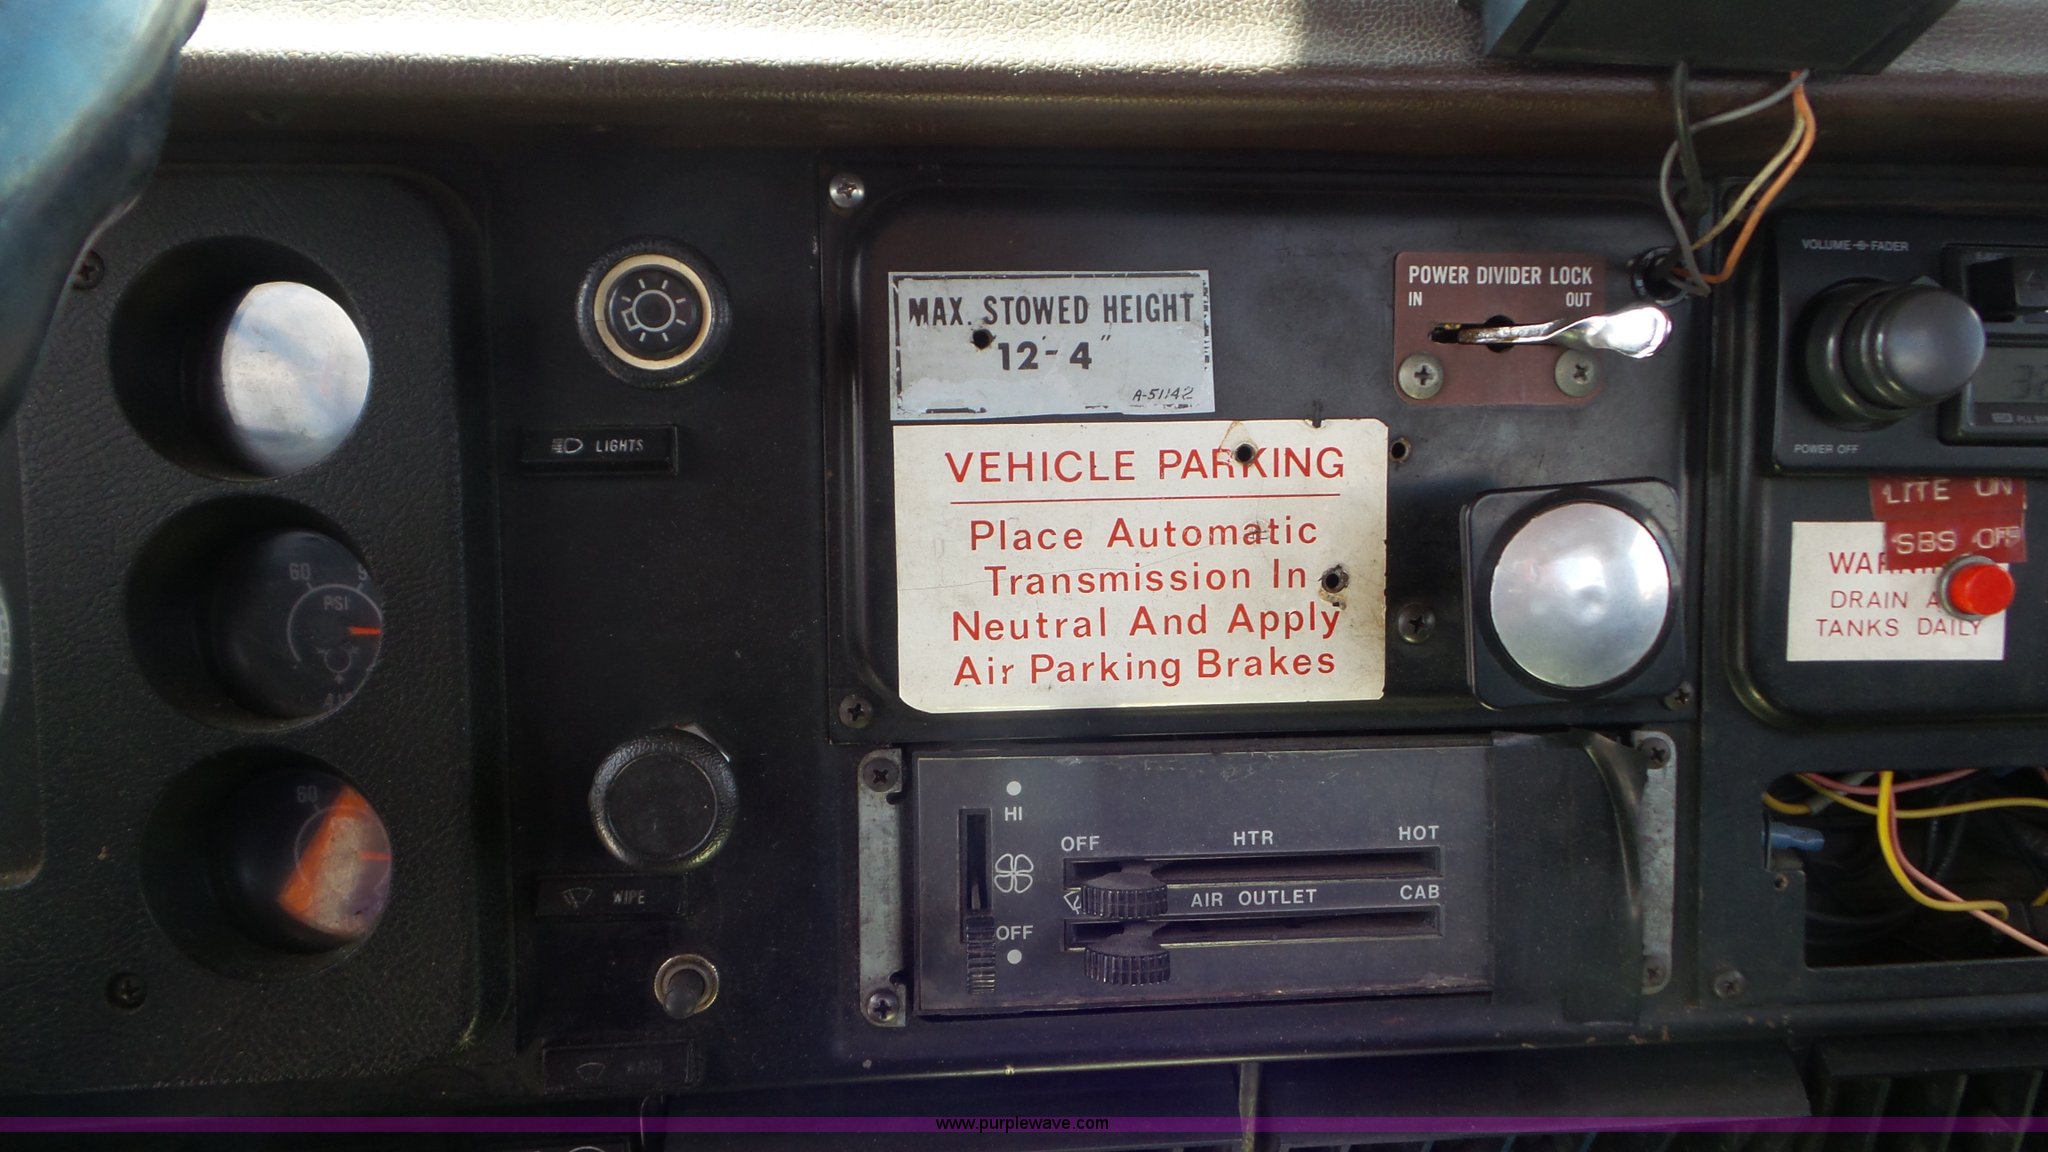 MAX. STOWED HEIGHT
12'-4"
A-51142
POWER DIVIDER LOCK
IN OUT
VOLUME FADER
POWER OFF
LIGHTS
VEHICLE PARKING
Place Automatic
Transmission In
Neutral And Apply
Air Parking Brakes
LITE ON
SBS OFF
DRAIN
TANKS DAILY
60
PSI
60
HI
OFF HTR HOT
AIR OUTLET CAB
OFF
WIPE
www.purplewave.com